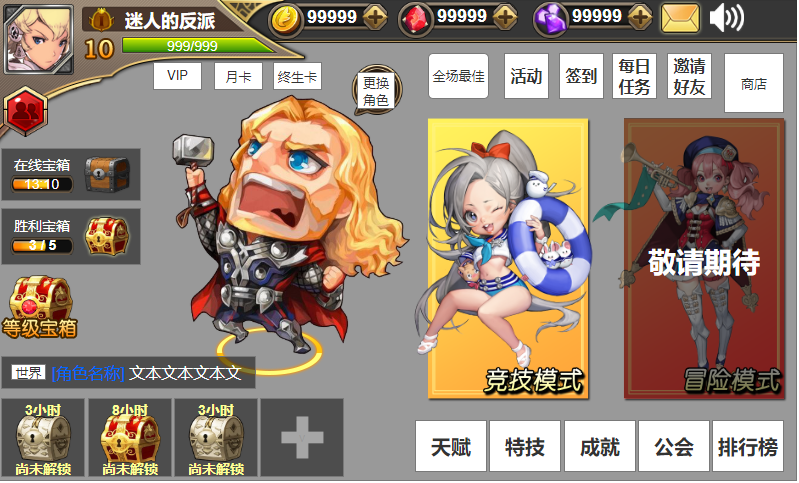 迷人的反派
99999
99999
99999
10
999/999
VIP
月卡
终生卡
更换
角色
全场最佳
活动
签到
每日
任务
邀请
好友
商店
在线宝箱
13:10
胜利宝箱
3 / 5
等级宝箱
敬请期待
竞技模式
冒险模式
世界 [角色名称] 文本文本文本文
3小时
尚未解锁
8小时
尚未解锁
3小时
尚未解锁
天赋
特技
成就
公会
排行榜